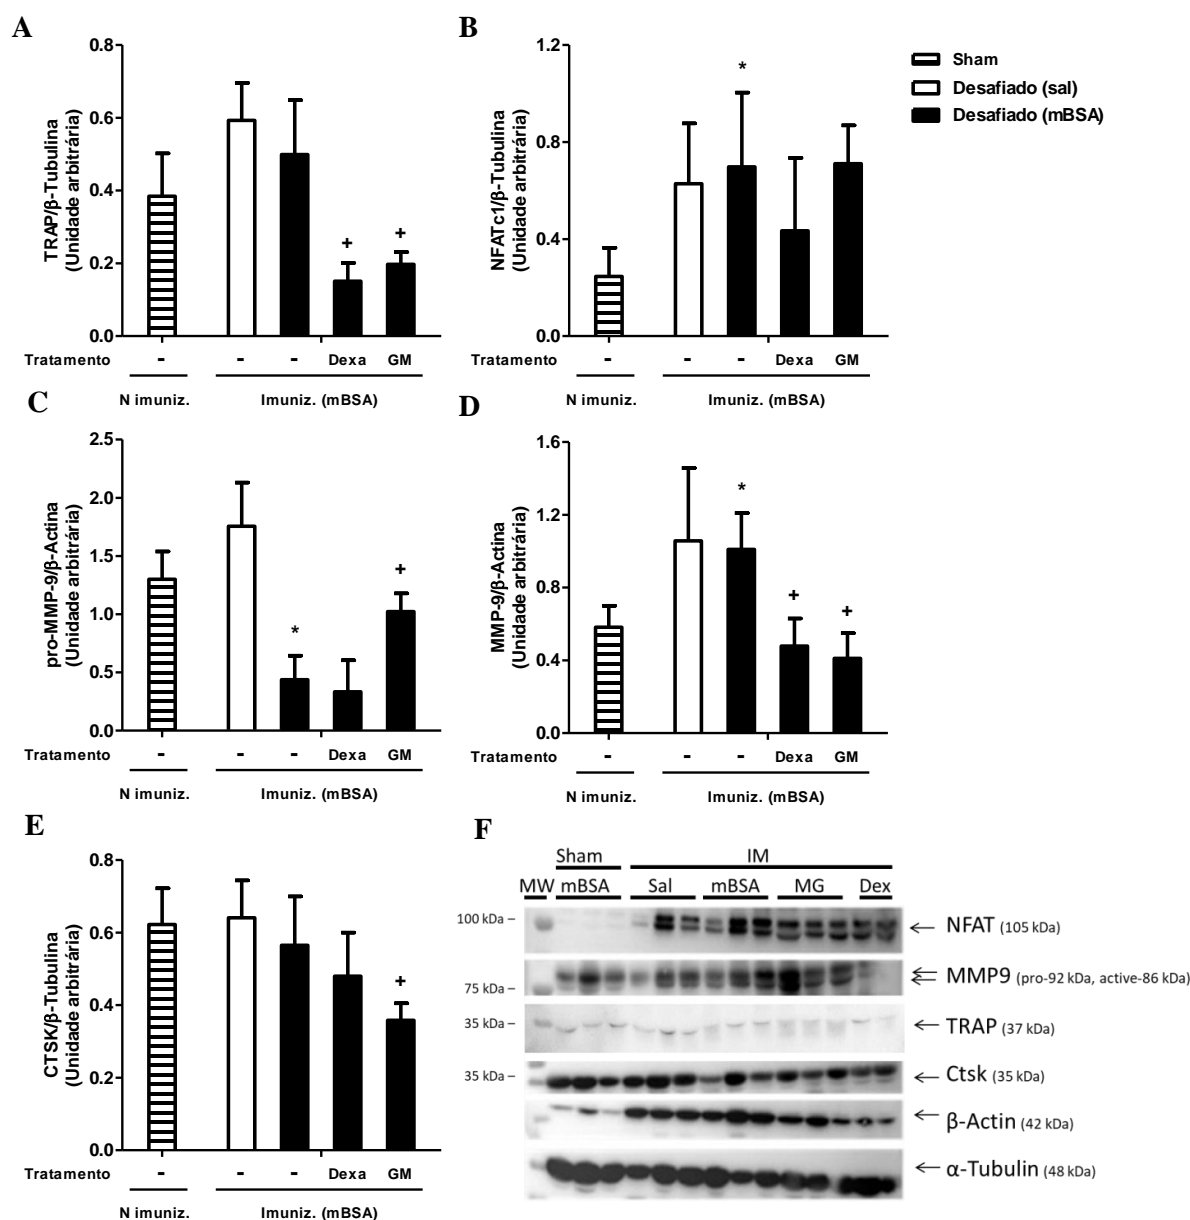 A
0.8
0.6
0.4
0.2
0.0
TRAP/β-Tubulina
(Unidade arbitrária)
+
+
Tratamento - - - Dexa GM
N imuniz. Imuniz. (mBSA)
B
1.2
0.8
0.4
0.0
NFATc1/β-Tubulina
(Unidade arbitrária)
*
- - - Dexa GM
N imuniz. Imuniz. (mBSA)
Sham
Desafiado (sal)
Desafiado (mBSA)
C
2.5
2.0
1.5
1.0
0.5
0.0
pro-MMP-9/β-Actina
(Unidade arbitrária)
*
+
Tratamento - - - Dexa GM
N imuniz. Imuniz. (mBSA)
D
1.6
1.2
0.8
0.4
0.0
MMP-9/β-Actina
(Unidade arbitrária)
*
+
+
Tratamento - - - Dexa GM
N imuniz. Imuniz. (mBSA)
E
0.8
0.6
0.4
0.2
0.0
CTSK/β-Tubulina
(Unidade arbitrária)
+
Tratamento - - - Dexa GM
N imuniz. Imuniz. (mBSA)
F
Sham IM
MW mBSA Sal mBSA MG Dex
100 kDa – ← NFAT (105 kDa)
75 kDa – ← MMP9 (pro-92 kDa, active-86 kDa)
35 kDa – ← TRAP (37 kDa)
35 kDa – ← Ctsk (35 kDa)
← β-Actin (42 kDa)
← α-Tubulin (48 kDa)